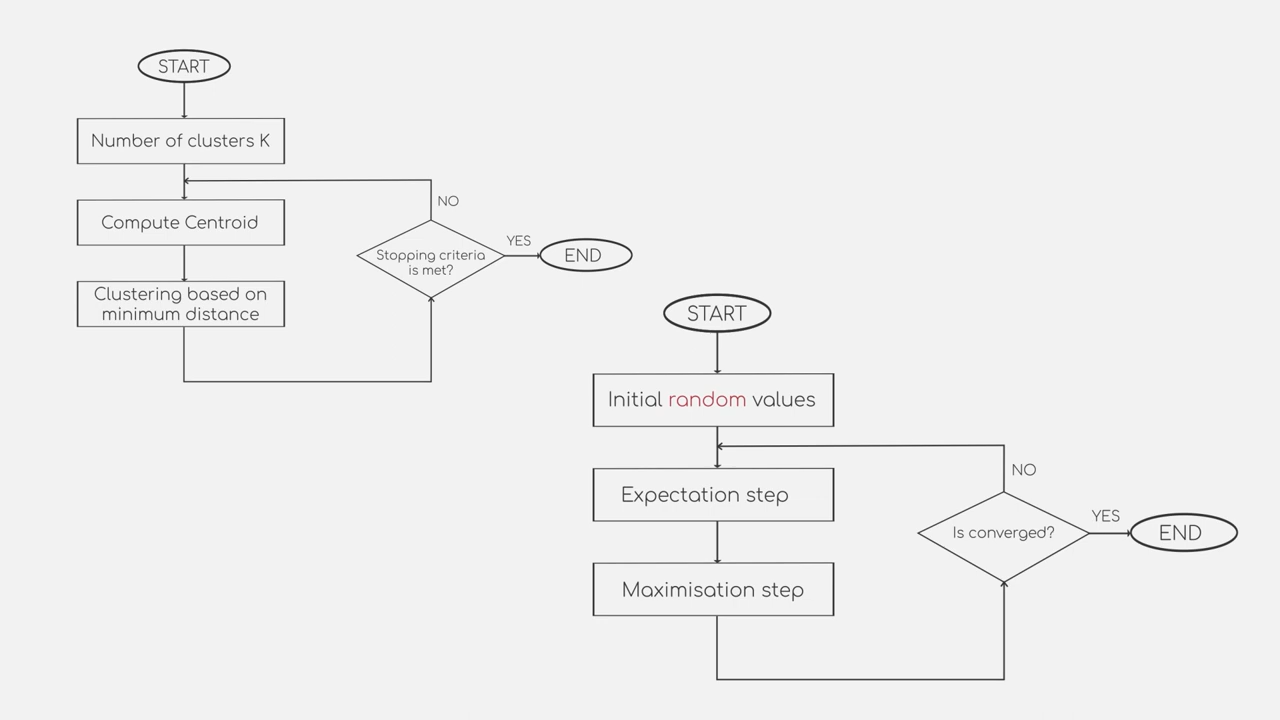 START
Number of clusters K
Compute Centroid
Clustering based on
minimum distance
NO
Stopping criteria
is met?
YES
END
START
Initial random values
Expectation step
Maximisation step
NO
Is converged?
YES
END